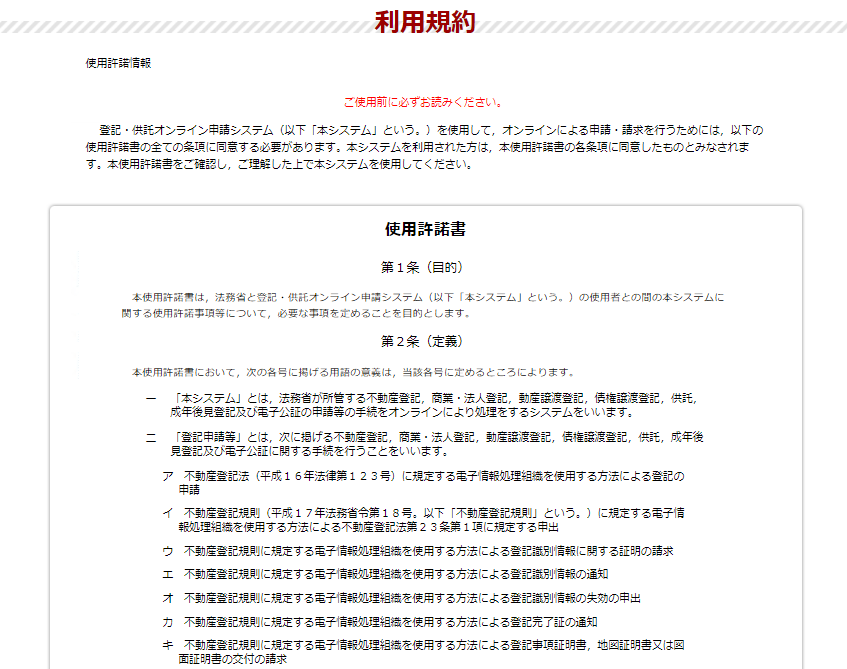 利用規約
使用許諾情報
ご使用前に必ずお読みください。
登記・供託オンライン申請システム（以下「本システム」という。）を使用して，オンラインによる申請・請求を行うためには，以下の
使用許諾書の全ての条項に同意する必要があります。本システムを利用された方は，本使用許諾書の各条項に同意したものとみなされま
す。本使用許諾書をご確認し，ご理解した上で本システムを使用してください。
使用許諾書
第１条（目的）
本使用許諾書は，法務省と登記・供託オンライン申請システム（以下「本システム」という。）の使用者との間の本システムに
関する使用許諾事項等について，必要な事項を定めることを目的とします。
第２条（定義）
本使用許諾書において，次の各号に掲げる用語の意義は，当該各号に定めるところによります。
一　「本システム」とは，法務省が所管する不動産登記，商業・法人登記，動産譲渡登記，債権譲渡登記，供託，
成年後見登記及び電子公証の申請等の手続をオンラインにより処理をするシステムをいいます。
二　「登記申請等」とは，次に掲げる不動産登記，商業・法人登記，動産譲渡登記，債権譲渡登記，供託，成年後
見登記及び電子公証に関する手続を行うことをいいます。
ア　不動産登記法（平成１６年法律第１２３号）に規定する電子情報処理組織を使用する方法による登記の
申請
イ　不動産登記規則（平成１７年法務省令第１８号。以下「不動産登記規則」という。）に規定する電子情
報処理組織を使用する方法による不動産登記法第２３条第１項に規定する申出
ウ　不動産登記規則に規定する電子情報処理組織を使用する方法による登記識別情報に関する証明の請求
エ　不動産登記規則に規定する電子情報処理組織を使用する方法による登記識別情報の通知
オ　不動産登記規則に規定する電子情報処理組織を使用する方法による登記識別情報の失効の申出
カ　不動産登記規則に規定する電子情報処理組織を使用する方法による登記完了証の通知
キ　不動産登記規則に規定する電子情報処理組織を使用する方法による登記事項証明書，地図証明書又は図
面証明書の交付の請求